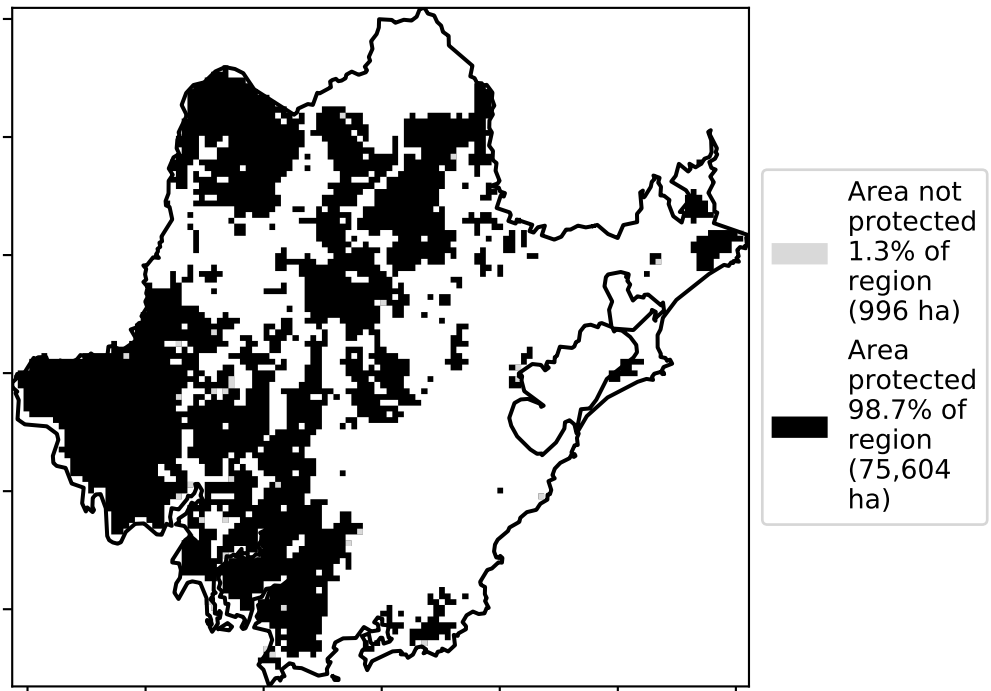 Area not
protected
1.3% of
region
(996 ha)
Area
protected
98.7% of
region
(75,604
ha)